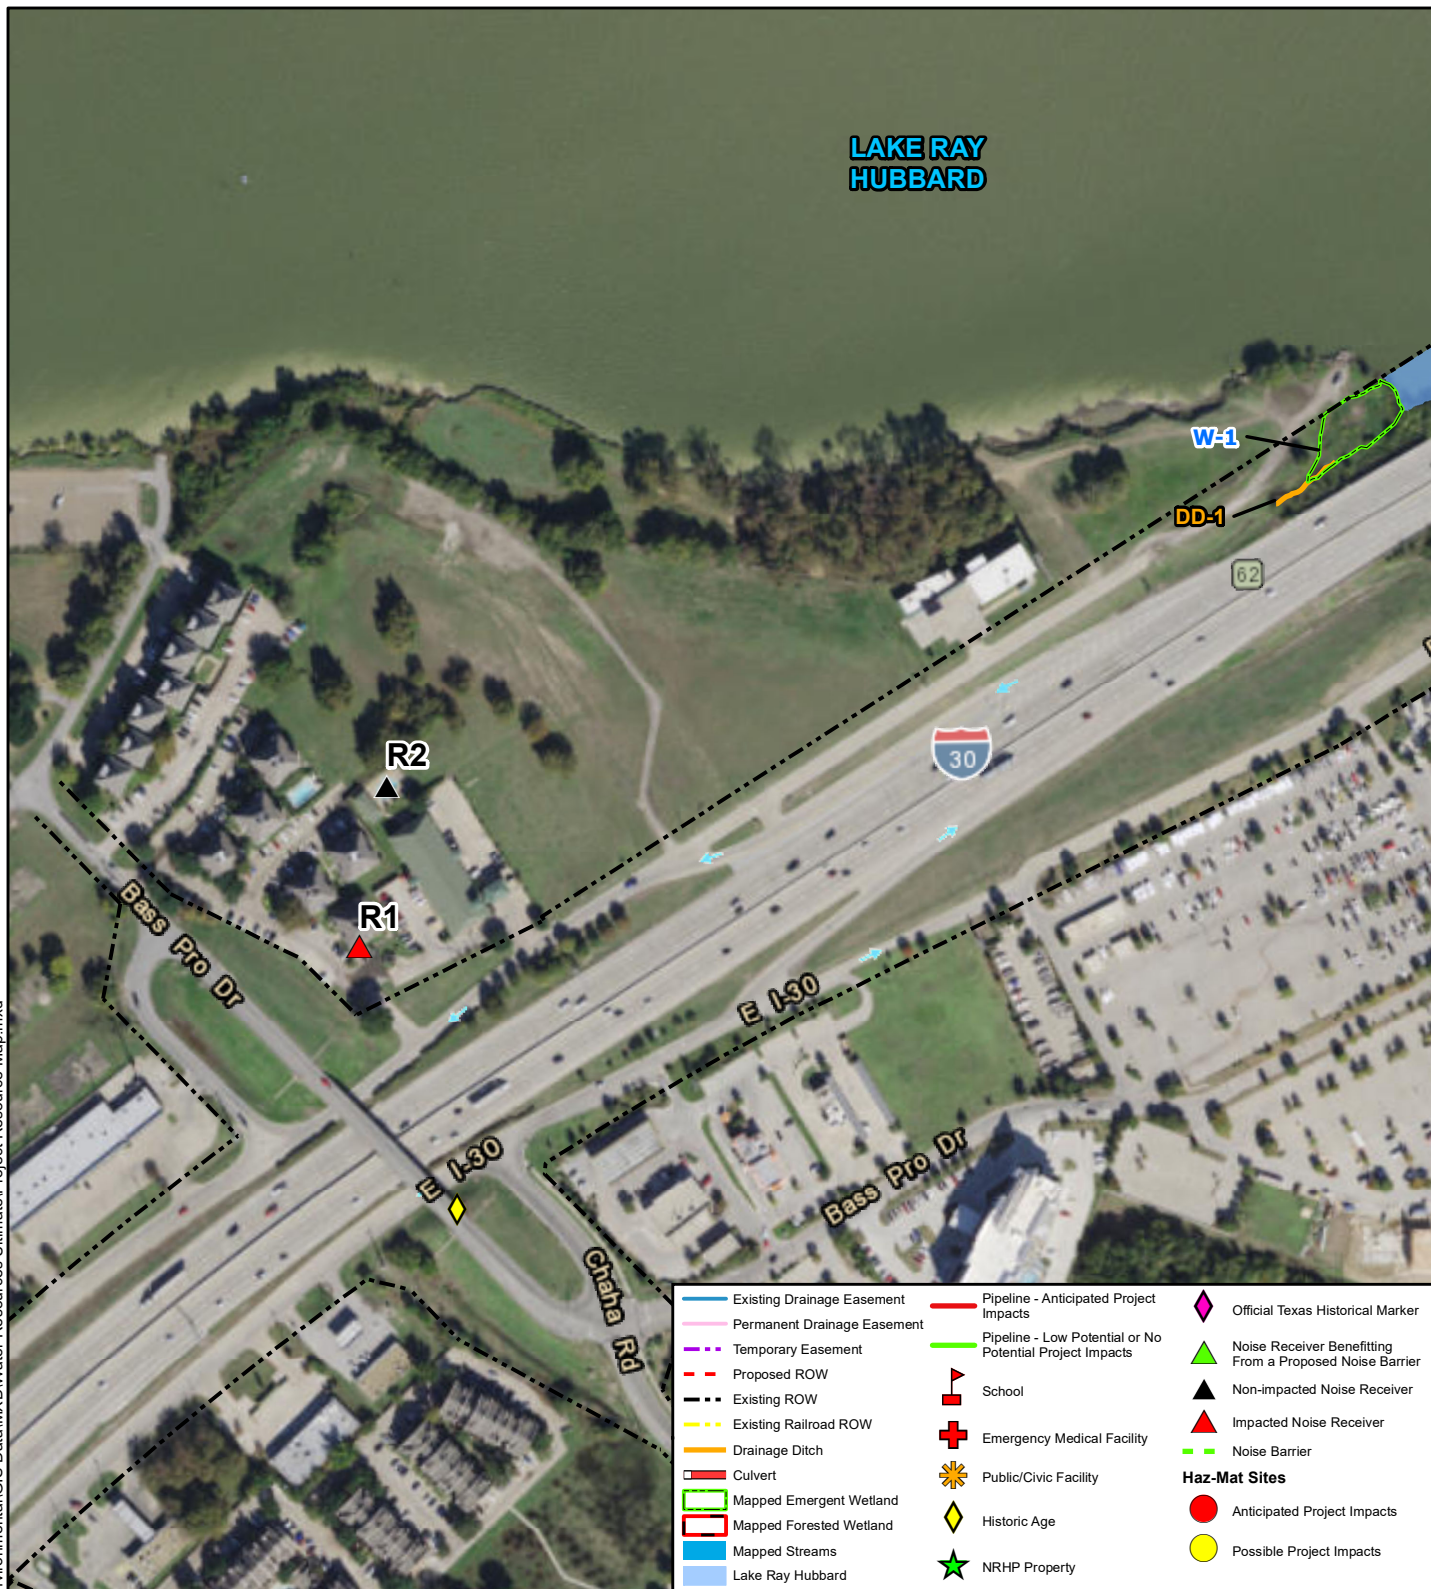 LAKE RAY
HUBBARD
W-1
DD-1
62
30
R2
R1
Bass Pro Dr
E I-30
E I-30
Bass Pro Dr
Chaha Rd
Existing Drainage Easement
Permanent Drainage Easement
Temporary Easement
Proposed ROW
Existing ROW
Existing Railroad ROW
Drainage Ditch
Culvert
Mapped Emergent Wetland
Mapped Forested Wetland
Mapped Streams
Lake Ray Hubbard
Pipeline - Anticipated Project
Impacts
Pipeline - Low Potential or No
Potential Project Impacts
School
Emergency Medical Facility
Public/Civic Facility
Historic Age
NRHP Property
Official Texas Historical Marker
Noise Receiver Benefitting
From a Proposed Noise Barrier
Non-impacted Noise Receiver
Impacted Noise Receiver
Noise Barrier
Haz-Mat Sites
Anticipated Project Impacts
Possible Project Impacts